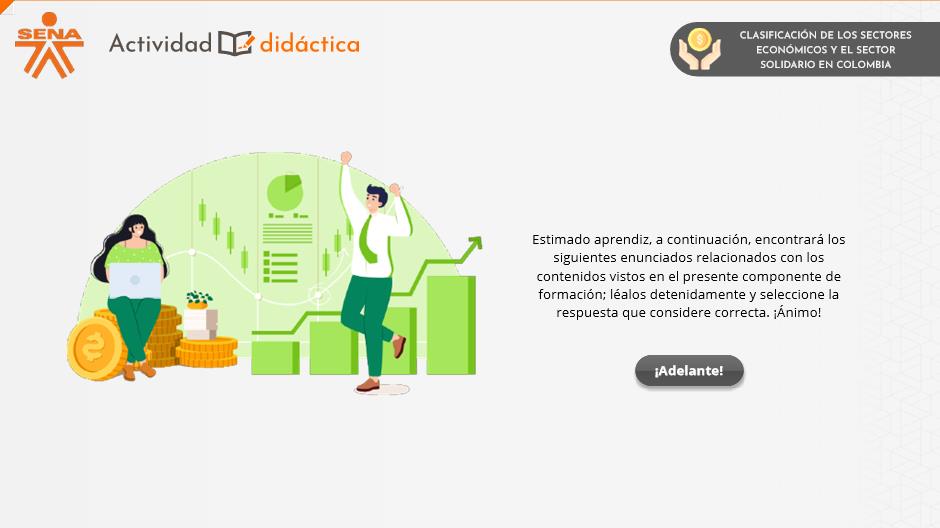 SENA
Actividad didáctica
CLASIFICACIÓN DE LOS SECTORES
ECONÓMICOS Y EL SECTOR
SOLIDARIO EN COLOMBIA
Estimado aprendiz, a continuación, encontrará los
siguientes enunciados relacionados con los
contenidos vistos en el presente componente de
formación; léalos detenidamente y seleccione la
respuesta que considere correcta. ¡Ánimo!
¡Adelante!